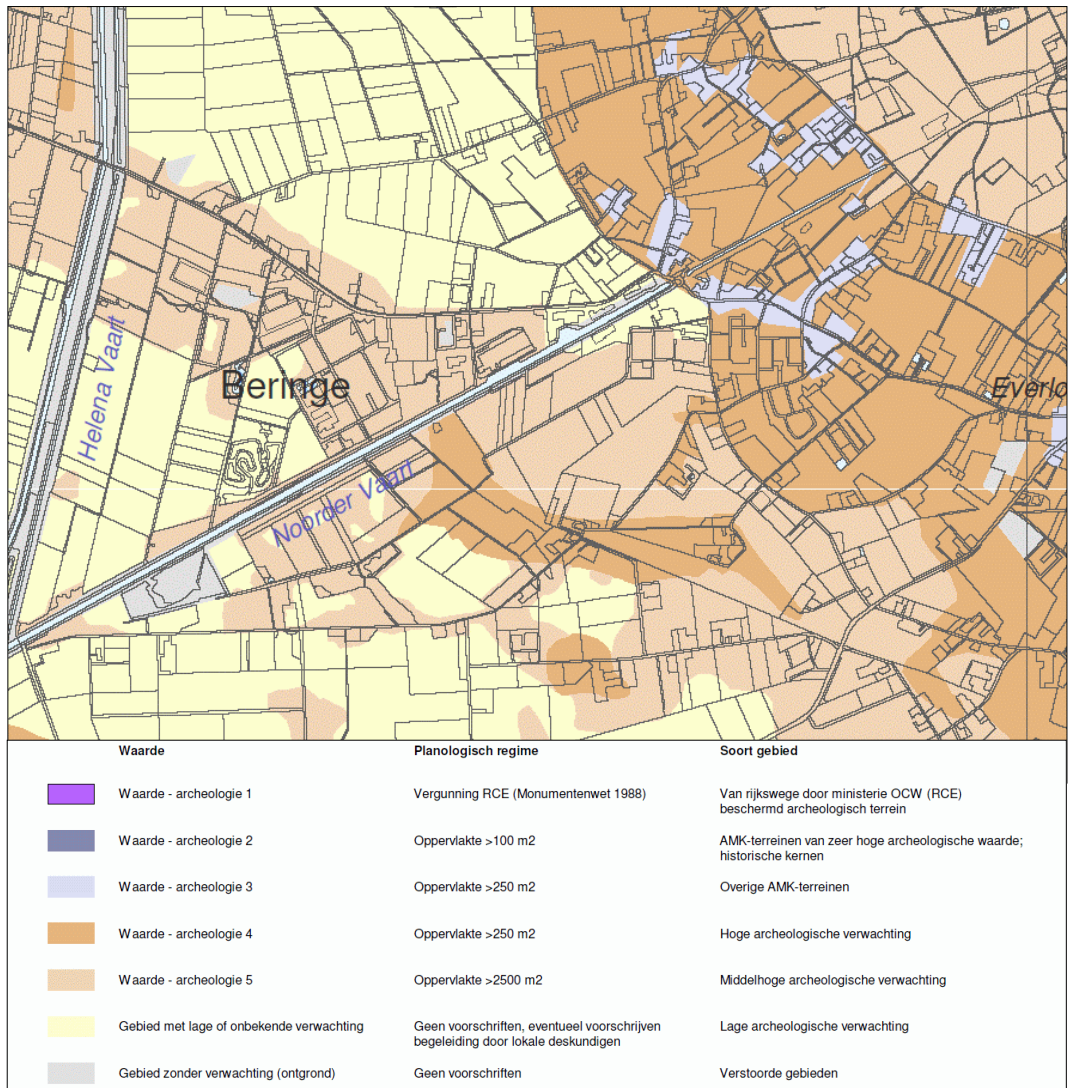 Helena Vaart
Beringe
Noorder Vaart
Everlo
Waarde Planologisch regime Soort gebied
Waarde - archeologie 1 Vergunning RCE (Monumentenwet 1988) Van rijkswege door ministerie OCW (RCE)
beschermd archeologisch terrein
Waarde - archeologie 2 Oppervlakte >100 m2 AMK-terreinen van zeer hoge archeologische waarde;
historische kernen
Waarde - archeologie 3 Oppervlakte >250 m2 Overige AMK-terreinen
Waarde - archeologie 4 Oppervlakte >250 m2 Hoge archeologische verwachting
Waarde - archeologie 5 Oppervlakte >2500 m2 Middelhoge archeologische verwachting
Gebied met lage of onbekende verwachting Geen voorschriften, eventueel voorschrijven Lage archeologische verwachting
begeleiding door lokale deskundigen
Gebied zonder verwachting (ontgrond) Geen voorschriften Verstoorde gebieden